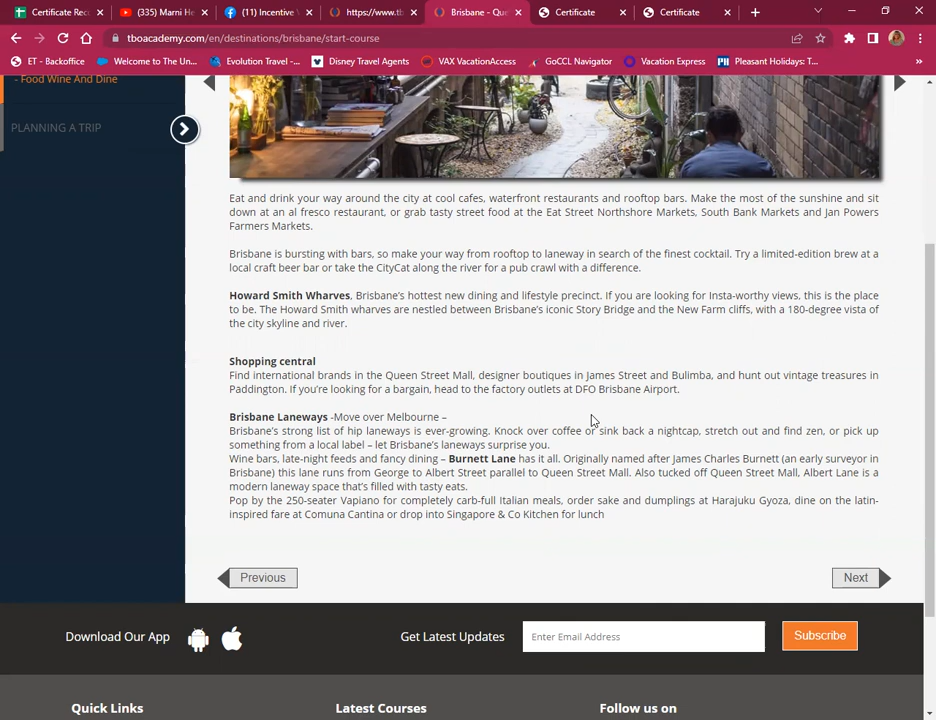 Certificate Rec
(335) Marni He
(11) Incentive
https://www.tb
Brisbane - Que
Certificate
Certificate
tboacademy.com/en/destinations/brisbane/start-course
ET - Backoffice
Welcome to The Un...
Evolution Travel -...
Disney Travel Agents
VAX VacationAccess
GoCCL Navigator
Vacation Express
Pleasant Holidays: T...
- Food Wine And Dine
PLANNING A TRIP
Eat and drink your way around the city at cool cafes, waterfront restaurants and rooftop bars. Make the most of the sunshine and sit
down at an al fresco restaurant, or grab tasty street food at the Eat Street Northshore Markets, South Bank Markets and Jan Powers
Farmers Markets.
Brisbane is bursting with bars, so make your way from rooftop to laneway in search of the finest cocktail. Try a limited-edition brew at a
local craft beer bar or take the CityCat along the river for a pub crawl with a difference.
Howard Smith Wharves, Brisbane's hottest new dining and lifestyle precinct. If you are looking for Insta-worthy views, this is the place
to be. The Howard Smith wharves are nestled between Brisbane's iconic Story Bridge and the New Farm cliffs, with a 180-degree vista of
the city skyline and river.
Shopping central
Find international brands in the Queen Street Mall, designer boutiques in James Street and Bulimba, and hunt out vintage treasures in
Paddington. If you're looking for a bargain, head to the factory outlets at DFO Brisbane Airport.
Brisbane Laneways -Move over Melbourne –
Brisbane's strong list of hip laneways is ever-growing. Knock over coffee or sink back a nightcap, stretch out and find zen, or pick up
something from a local label – let Brisbane's laneways surprise you.
Wine bars, late-night feeds and fancy dining – Burnett Lane has it all. Originally named after James Charles Burnett (an early surveyor in
Brisbane) this lane runs from George to Albert Street parallel to Queen Street Mall. Also tucked off Queen Street Mall, Albert Lane is a
modern laneway space that's filled with tasty eats.
Pop by the 250-seater Vapiano for completely carb-full Italian meals, order sake and dumplings at Harajuku Gyoza, dine on the latin-
inspired fare at Comuna Cantina or drop into Singapore & Co Kitchen for lunch
Previous
Next
Download Our App
Get Latest Updates
Enter Email Address
Subscribe
Quick Links
Latest Courses
Follow us on